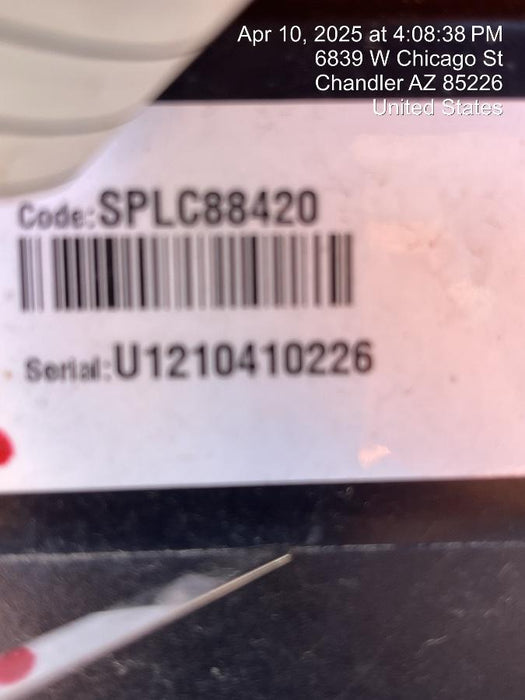 Apr 10, 2025 at 4:08:38 PM
6839 W Chicago St
Chandler AZ 85226
United States
Code:SPLC88420
Serial:U1210410226